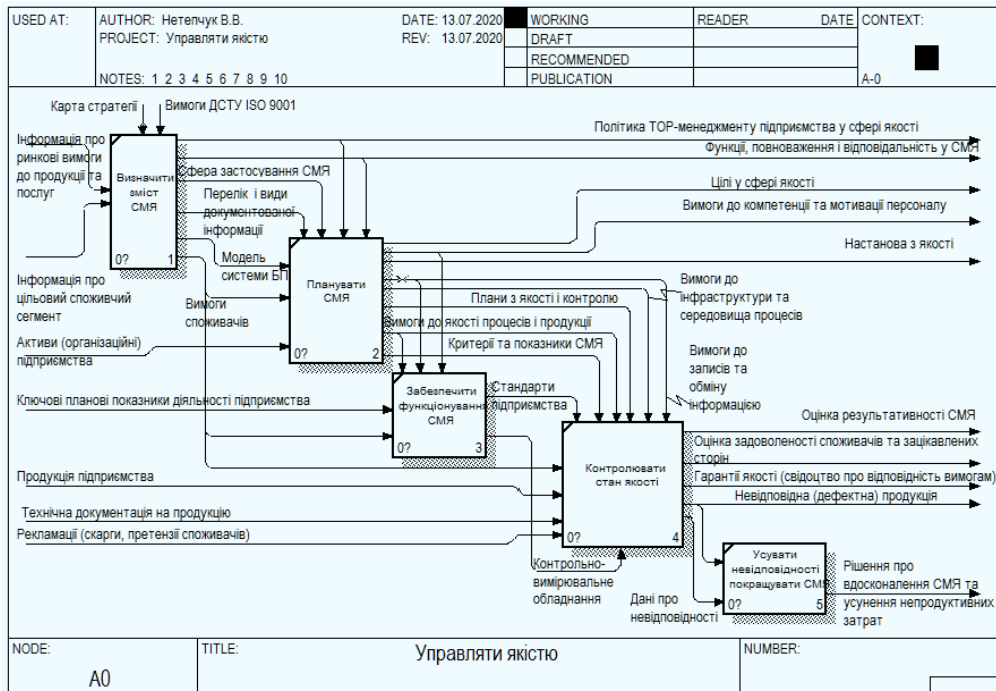 USED AT:
AUTHOR: Нетепчук В.В.
DATE: 13.07.2020
WORKING
READER
DATE
CONTEXT:
PROJECT: Управляти якістю
REV: 13.07.2020
DRAFT
RECOMMENDED
NOTES: 1 2 3 4 5 6 7 8 9 10
PUBLICATION
A-0
Карта стратегії
Вимоги ДСТУ ISO 9001
Інформація про
ринкові вимоги
до продукції та
послуг
Визначити
зміст
СМЯ
0?
1
Політика ТОР-менеджменту підприємства у сфері якості
Функції, повноваження і відповідальність у СМЯ
Сфера застосування СМЯ
Перелік і види
документованої
інформації
Цілі у сфері якості
Вимоги до компетенції та мотивації персоналу
Настанова з якості
Модель
системи БП
Інформація про
цільовий споживчий
сегмент
Вимоги
споживачів
Планувати
СМЯ
0?
2
Плани з якості і контролю
Вимоги до якості процесів і продукції
Критерії та показники СМЯ
Вимоги до
інфраструктури та
середовища процесів
Вимоги до
записів та
обміну
інформацією
Активи (організаційні)
підприємства
Ключові планові показники діяльності підприємства
Забезпечити
функціонування
СМЯ
0?
3
Стандарти
підприємства
Контролювати
стан якості
0?
4
Оцінка результативності СМЯ
Оцінка задоволеності споживачів та зацікавлених
сторін
Гарантії якості (свідоцтво про відповідність вимогам)
Невідповідна (дефектна) продукція
Продукція підприємства
Технічна документація на продукцію
Рекламації (скарги, претензії споживачів)
Контрольно-
вимірювальне
обладнання
Дані про
невідповідності
Усувати
невідповідності
покращувати СМЯ
0?
5
Рішення про
вдосконалення СМЯ та
усунення непродуктивних
затрат
NODE:
A0
TITLE:
Управляти якістю
NUMBER: